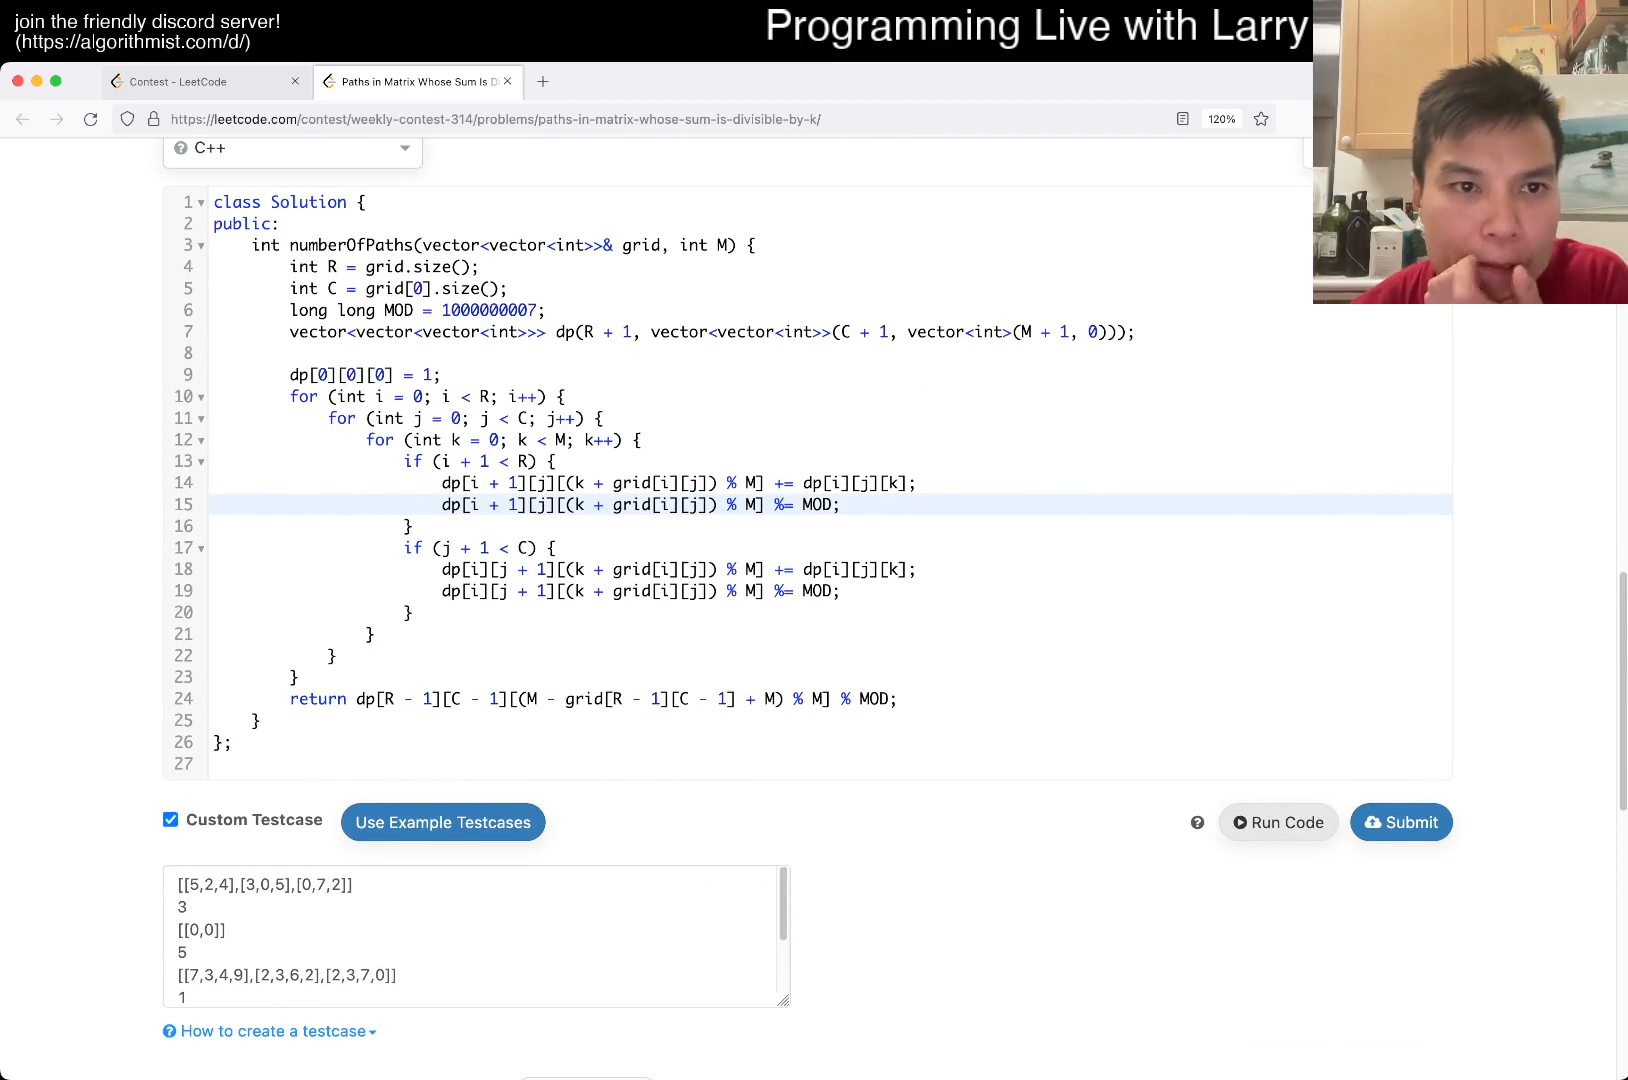 join the friendly discord server!
(https://algorithmist.com/d/)
Programming Live with Larry
Contest - LeetCode
Paths in Matrix Whose Sum Is Di
https://leetcode.com/contest/weekly-contest-314/problems/paths-in-matrix-whose-sum-is-divisible-by-k/
120%
C++
1 class Solution {
2 public:
3     int numberOfPaths(vector<vector<int>>& grid, int M) {
4         int R = grid.size();
5         int C = grid[0].size();
6         long long MOD = 1000000007;
7         vector<vector<vector<int>>> dp(R + 1, vector<vector<int>>(C + 1, vector<int>(M + 1, 0)));
8
9         dp[0][0][0] = 1;
10         for (int i = 0; i < R; i++) {
11             for (int j = 0; j < C; j++) {
12                 for (int k = 0; k < M; k++) {
13                     if (i + 1 < R) {
14                         dp[i + 1][j][(k + grid[i][j]) % M] += dp[i][j][k];
15                         dp[i + 1][j][(k + grid[i][j]) % M] %= MOD;
16                     }
17                     if (j + 1 < C) {
18                         dp[i][j + 1][(k + grid[i][j]) % M] += dp[i][j][k];
19                         dp[i][j + 1][(k + grid[i][j]) % M] %= MOD;
20                     }
21                 }
22             }
23         }
24         return dp[R - 1][C - 1][(M - grid[R - 1][C - 1] + M) % M] % MOD;
25     }
26 };
27
Custom Testcase
Use Example Testcases
Run Code
Submit
[[5,2,4],[3,0,5],[0,7,2]]
3
[[0,0]]
5
[[7,3,4,9],[2,3,6,2],[2,3,7,0]]
1
How to create a testcase